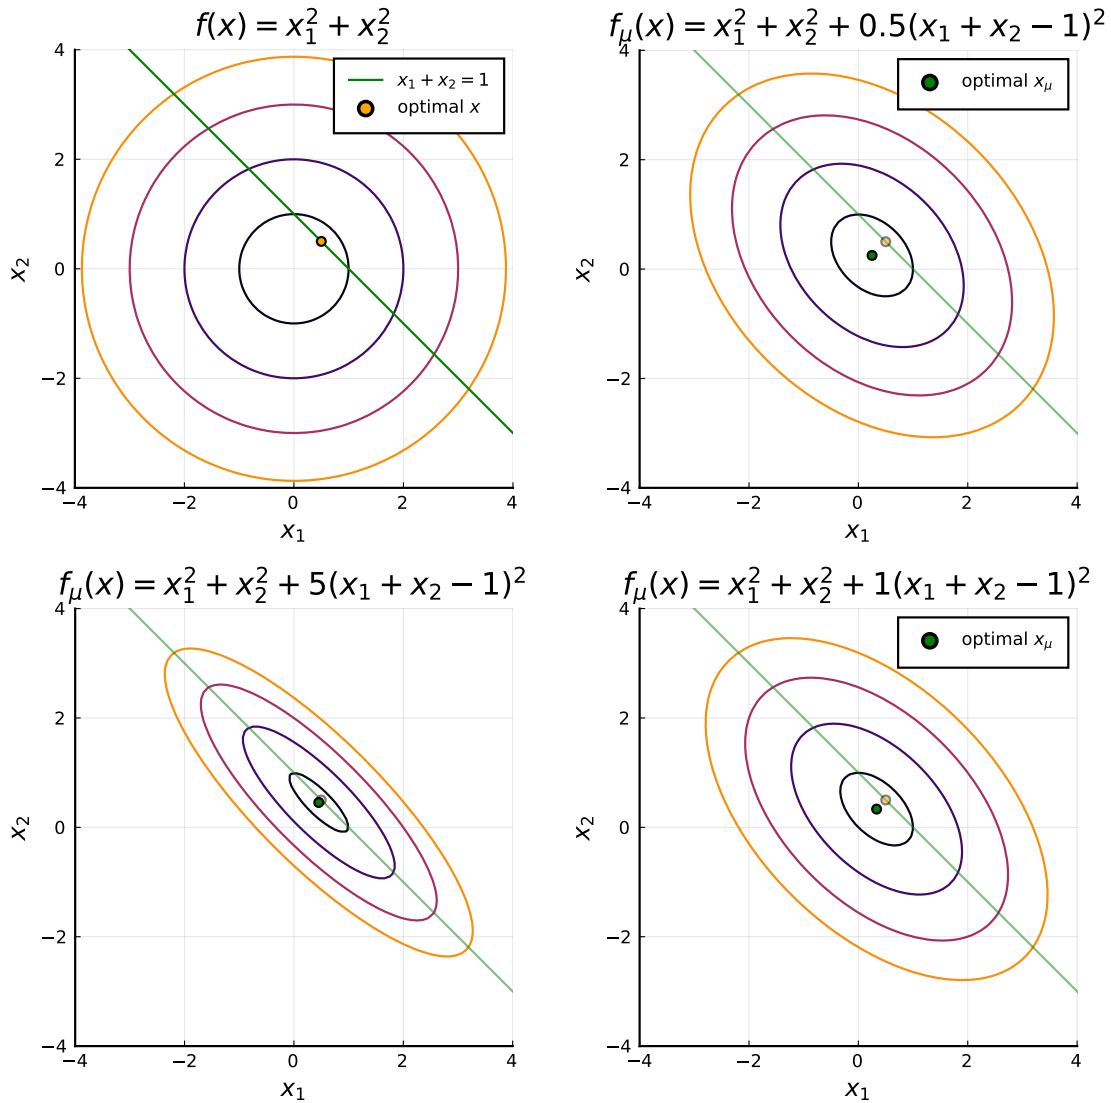 f(x) = x₁² + x₂²
x₁ + x₂ = 1
optimal x
4
2
0
−2
−4
x₂
−4
−2
0
2
4
x₁
f_μ(x) = x₁² + x₂² + 0.5(x₁ + x₂ − 1)²
optimal x_μ
4
2
0
−2
−4
x₂
−4
−2
0
2
4
x₁
f_μ(x) = x₁² + x₂² + 5(x₁ + x₂ − 1)²
4
2
0
−2
−4
x₂
−4
−2
0
2
4
x₁
f_μ(x) = x₁² + x₂² + 1(x₁ + x₂ − 1)²
optimal x_μ
4
2
0
−2
−4
x₂
−4
−2
0
2
4
x₁